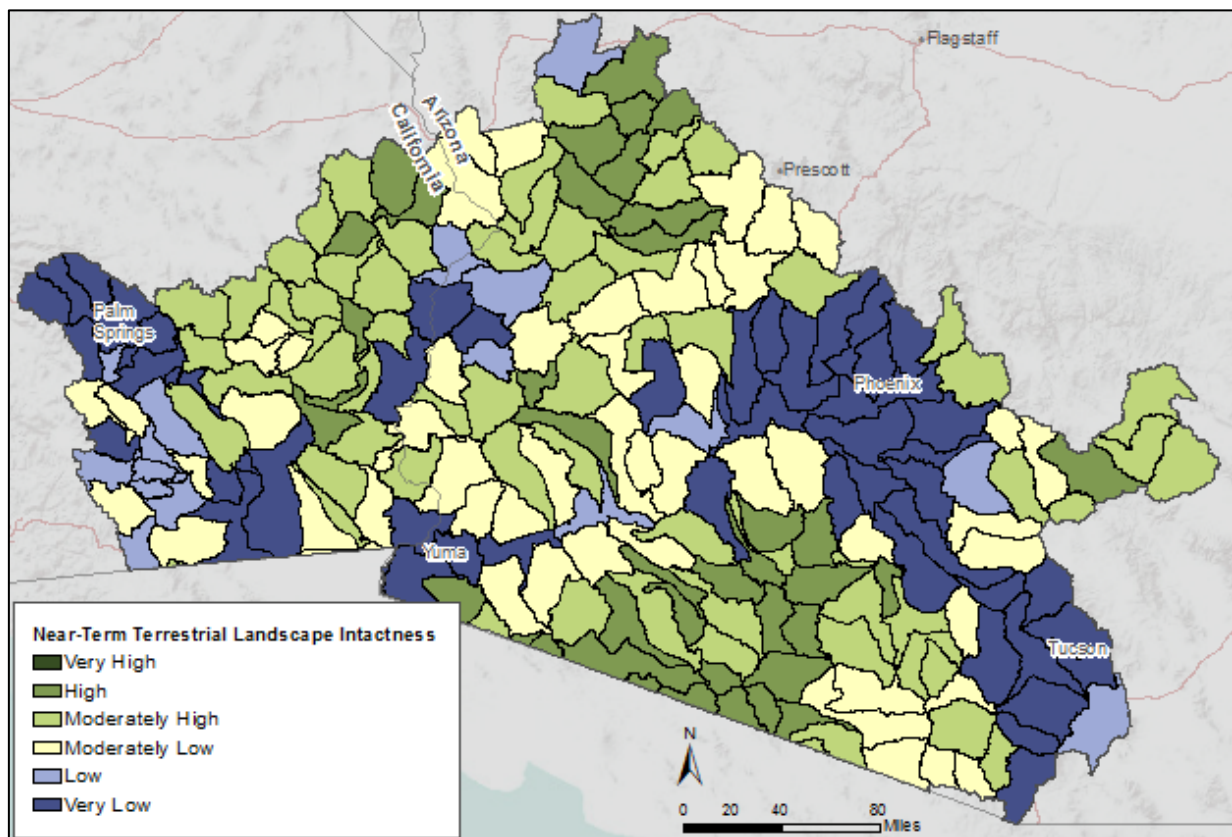 Flagstaff
Arizona
California
Prescott
Palm
Springs
Phoenix
Yuma
Tucson
Near-Term Terrestrial Landscape Intactness
Very High
High
Moderately High
Moderately Low
Low
Very Low
N
0 20 40 80
Miles